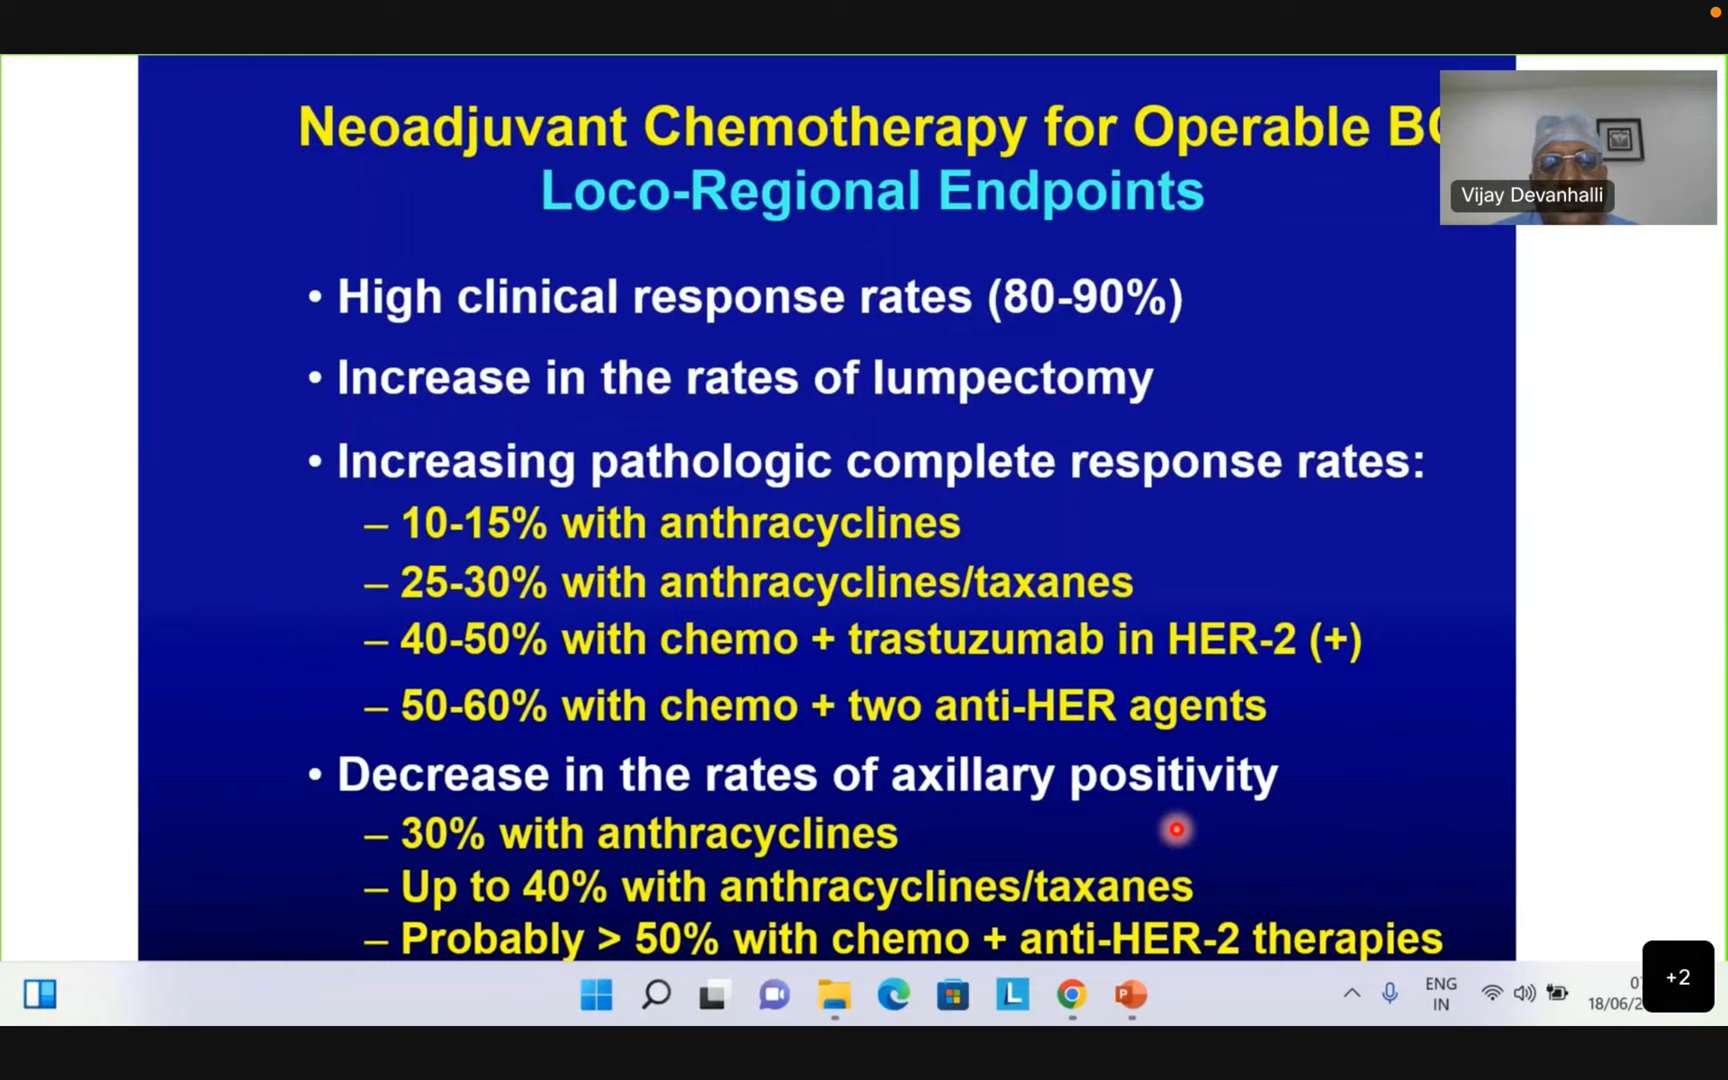 Neoadjuvant Chemotherapy for Operable
Loco-Regional Endpoints
Vijay Devanhalli
• High clinical response rates (80-90%)
• Increase in the rates of lumpectomy
• Increasing pathologic complete response rates:
– 10-15% with anthracyclines
– 25-30% with anthracyclines/taxanes
– 40-50% with chemo + trastuzumab in HER-2 (+)
– 50-60% with chemo + two anti-HER agents
• Decrease in the rates of axillary positivity
– 30% with anthracyclines
– Up to 40% with anthracyclines/taxanes
– Probably > 50% with chemo + anti-HER-2 therapies
ENG
IN
+2